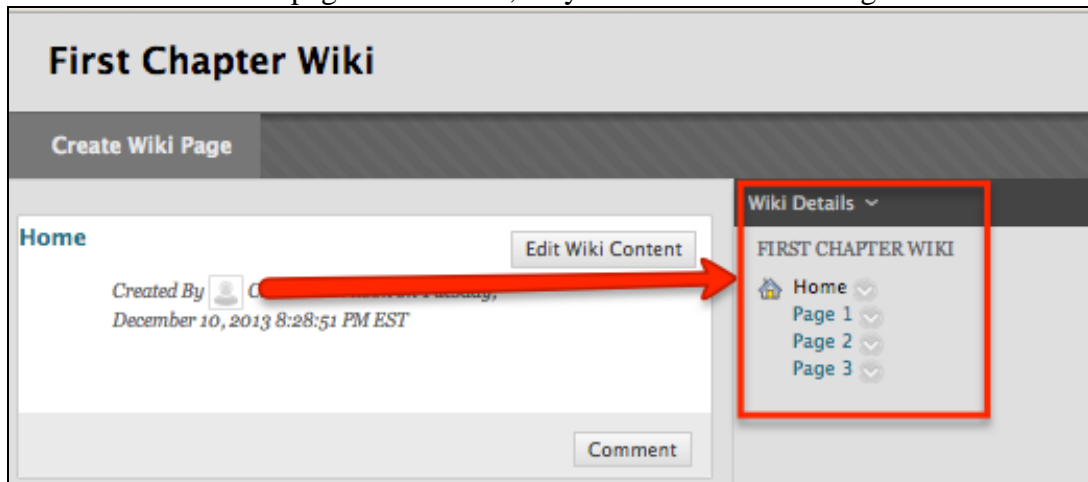 First Chapter Wiki
Create Wiki Page
Home
Edit Wiki Content
Created By
December 10, 2013 8:28:51 PM EST
Comment
Wiki Details
FIRST CHAPTER WIKI
Home
Page 1
Page 2
Page 3